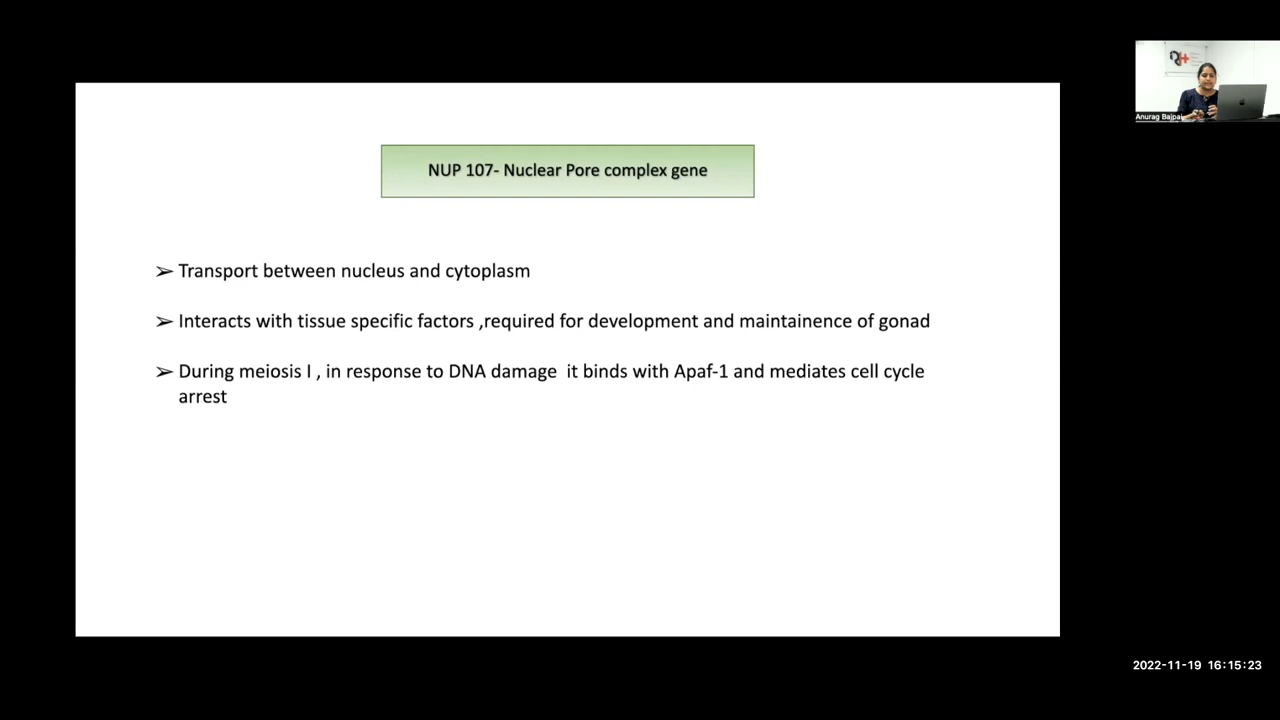 NUP 107- Nuclear Pore complex gene
➢ Transport between nucleus and cytoplasm
➢ Interacts with tissue specific factors ,required for development and maintainence of gonad
➢ During meiosis I , in response to DNA damage  it binds with Apaf-1 and mediates cell cycle
arrest
Anurag Bajpai
2022-11-19 16:15:23